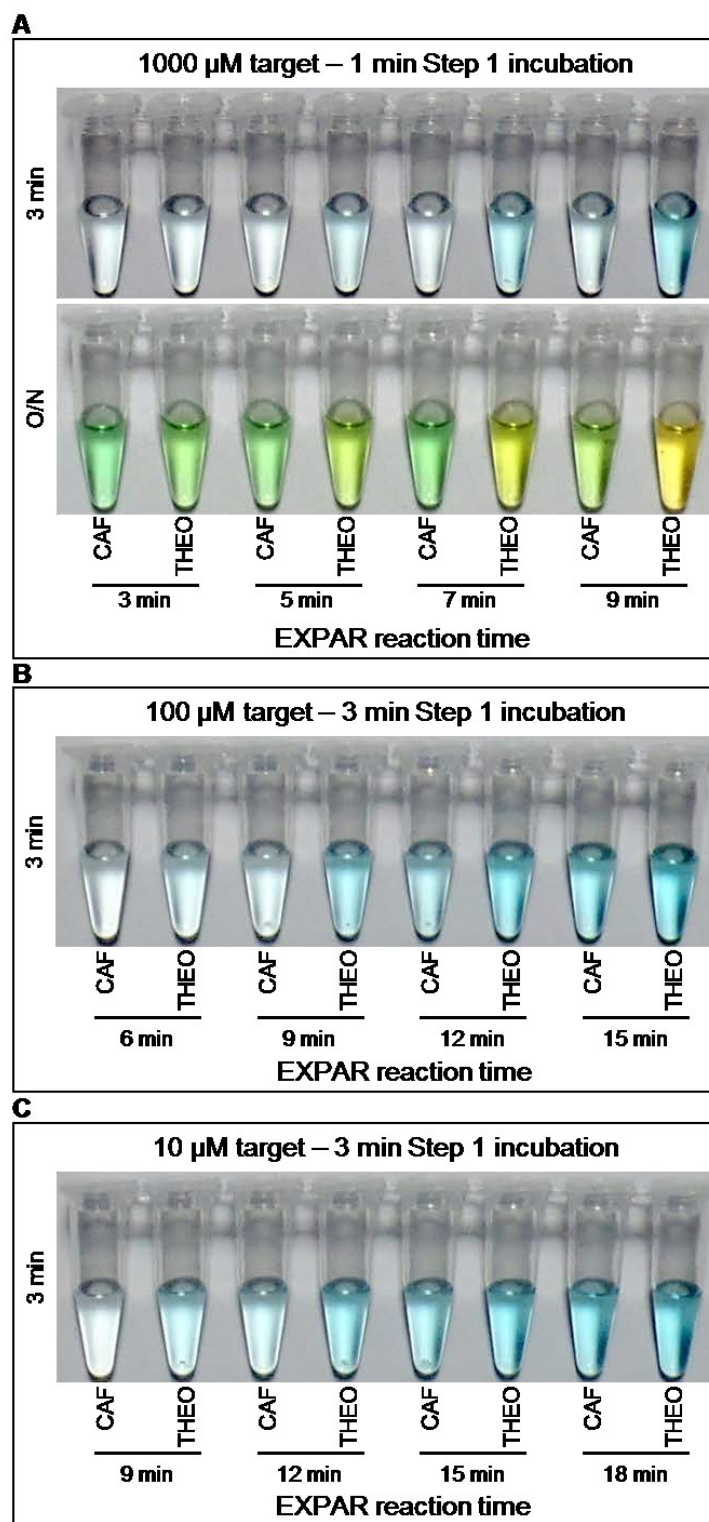 A
1000 µM target – 1 min Step 1 incubation
3 min
O/N
CAF THEO CAF THEO CAF THEO CAF THEO
3 min 5 min 7 min 9 min
EXPAR reaction time
B
100 µM target – 3 min Step 1 incubation
3 min
CAF THEO CAF THEO CAF THEO CAF THEO
6 min 9 min 12 min 15 min
EXPAR reaction time
C
10 µM target – 3 min Step 1 incubation
3 min
CAF THEO CAF THEO CAF THEO CAF THEO
9 min 12 min 15 min 18 min
EXPAR reaction time